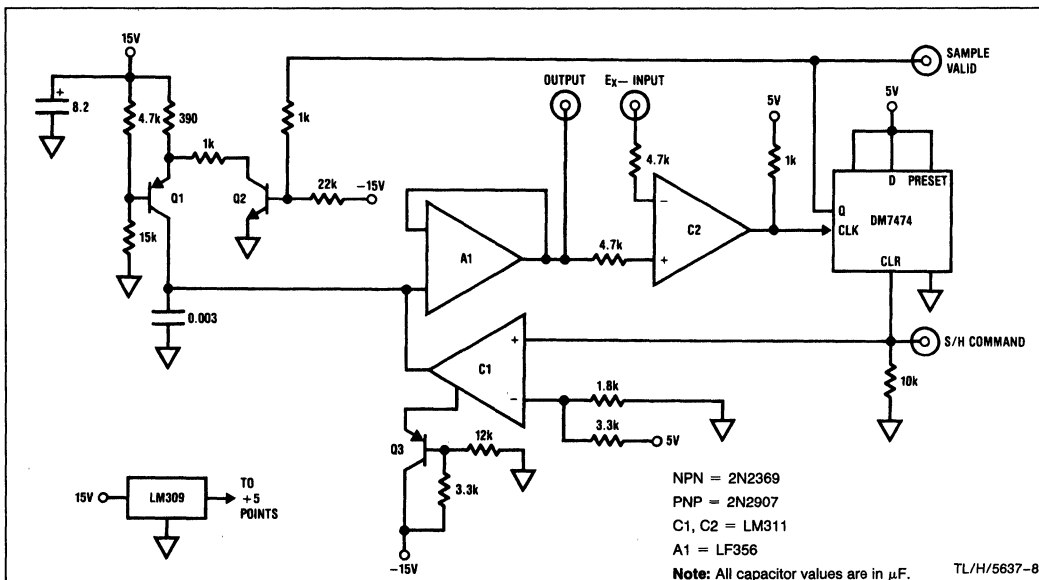 15V
8.2
4.7k
390
1k
Q1
15k
0.003
1k
Q2
22k
-15V
SAMPLE
VALID
OUTPUT
Ex— INPUT
4.7k
A1
4.7k
-
+
C2
5V
1k
5V
D
PRESET
Q
DM7474
CLK
CLR
S/H COMMAND
10k
C1
+
-
1.8k
3.3k
5V
Q3
12k
3.3k
-15V
15V
LM309
TO
+5
POINTS
NPN = 2N2369
PNP = 2N2907
C1, C2 = LM311
A1 = LF356
Note: All capacitor values are in μF.
TL/H/5637–8